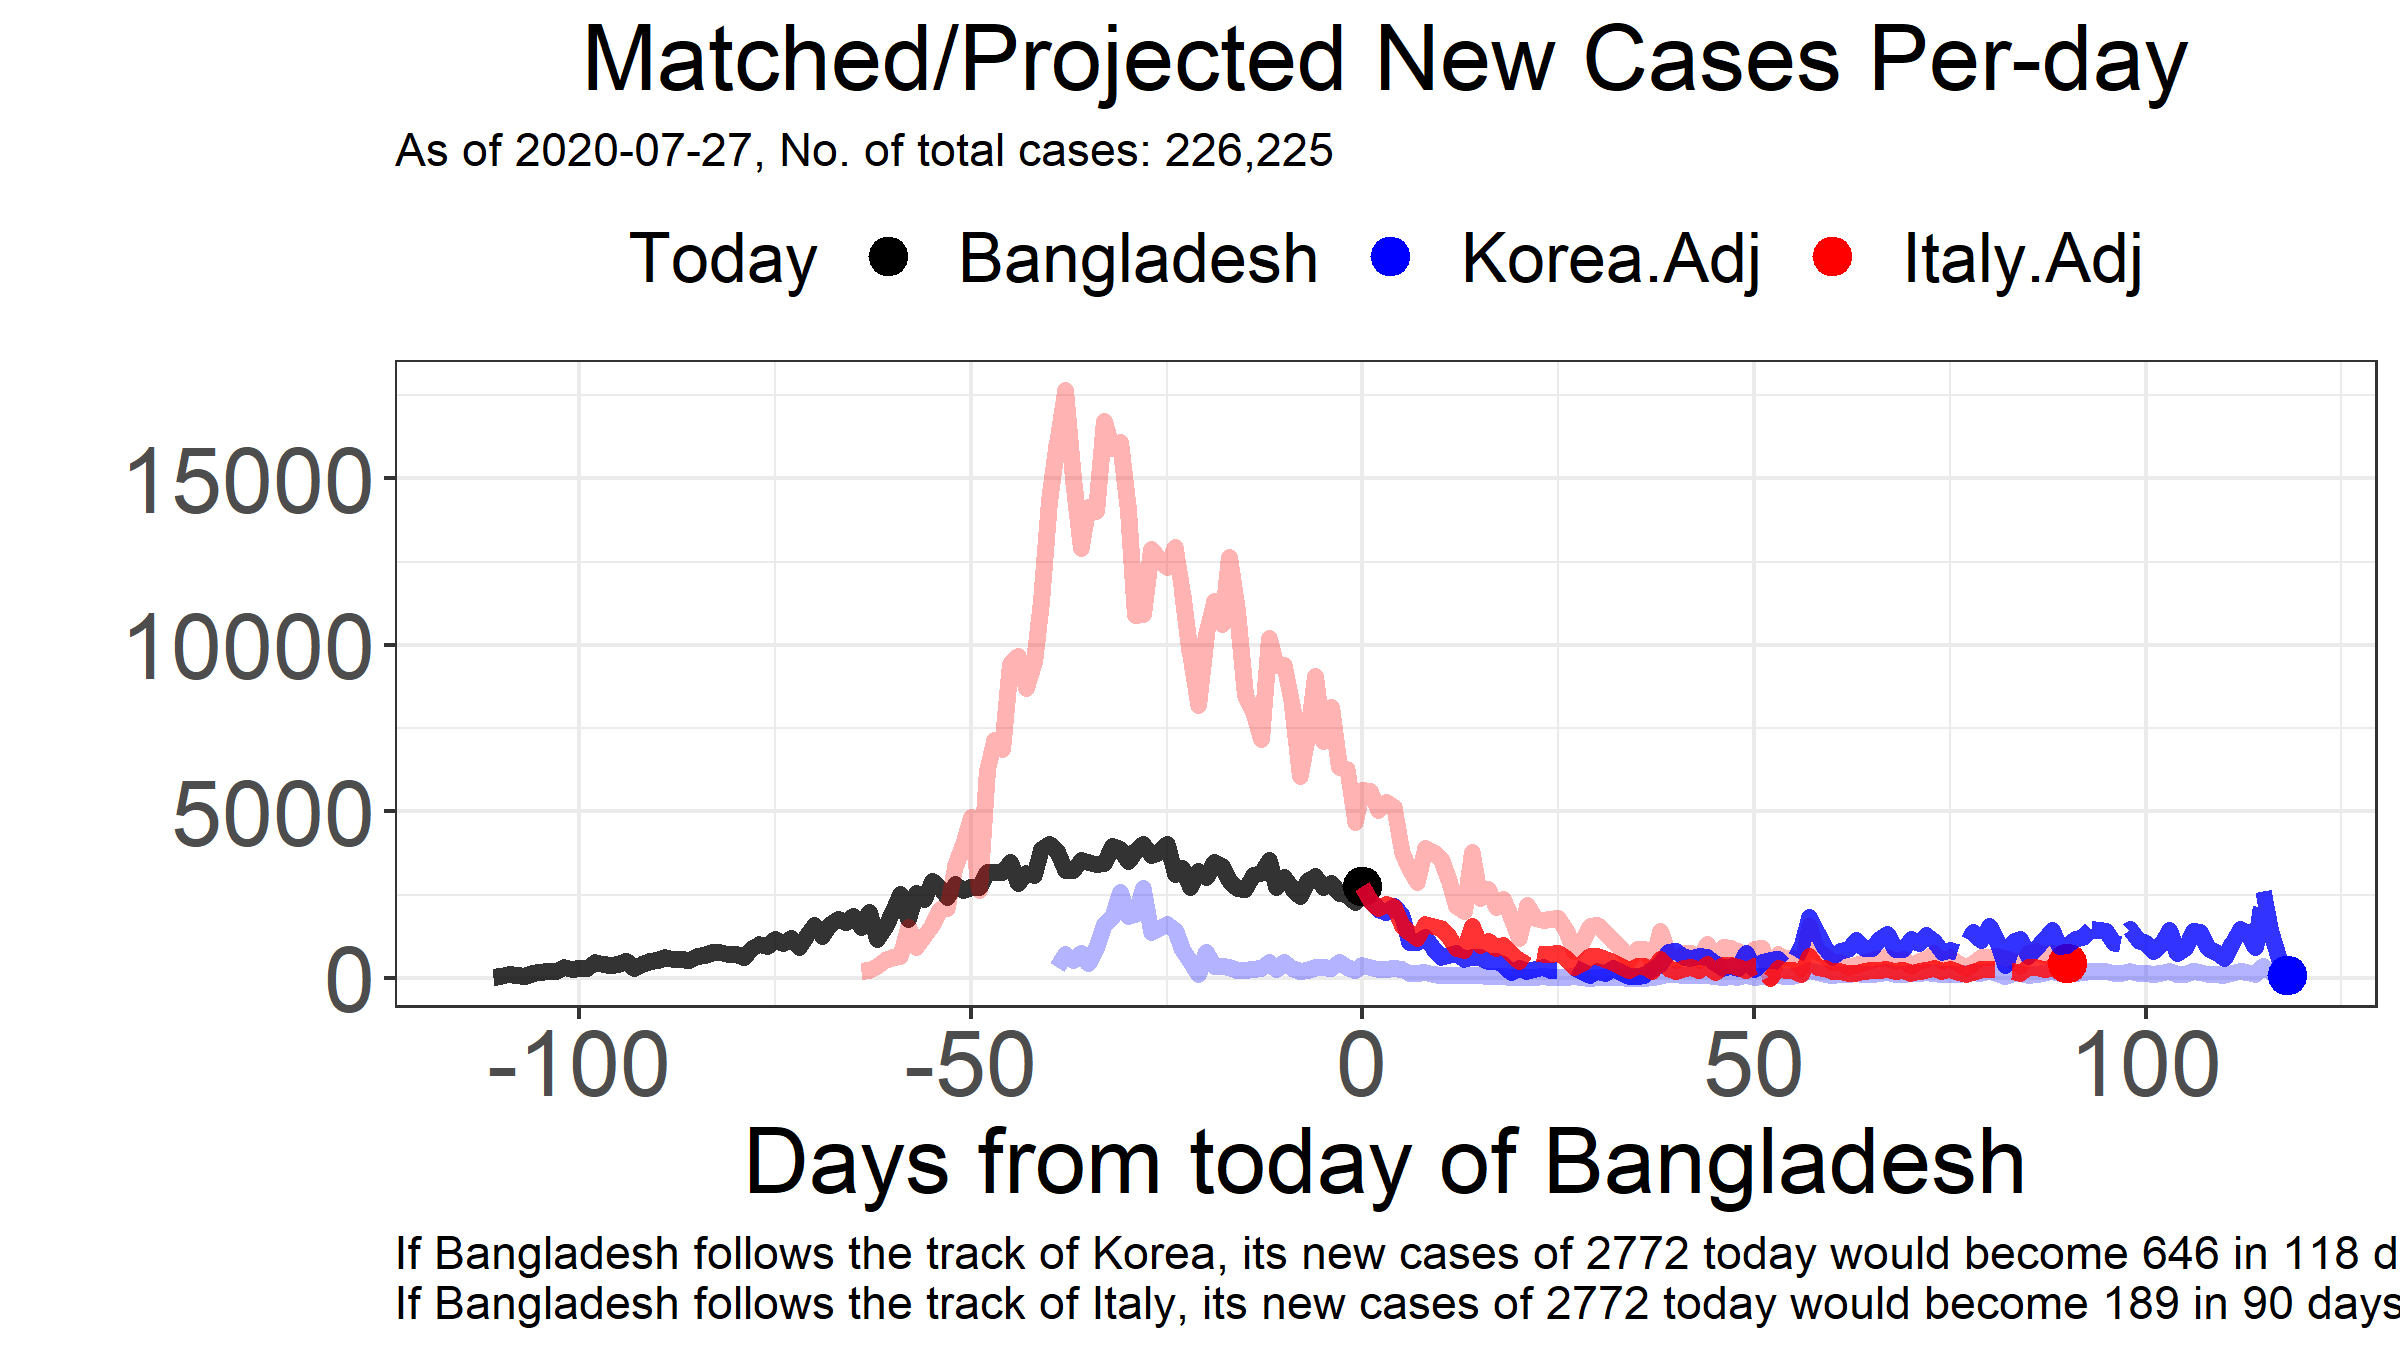 Matched/Projected New Cases Per-day
As of 2020-07-27, No. of total cases: 226,225
Today Bangladesh Korea.Adj Italy.Adj
15000
10000
5000
0
-100 -50 0 50 100
Days from today of Bangladesh
If Bangladesh follows the track of Korea, its new cases of 2772 today would become 646 in 118 d
If Bangladesh follows the track of Italy, its new cases of 2772 today would become 189 in 90 days